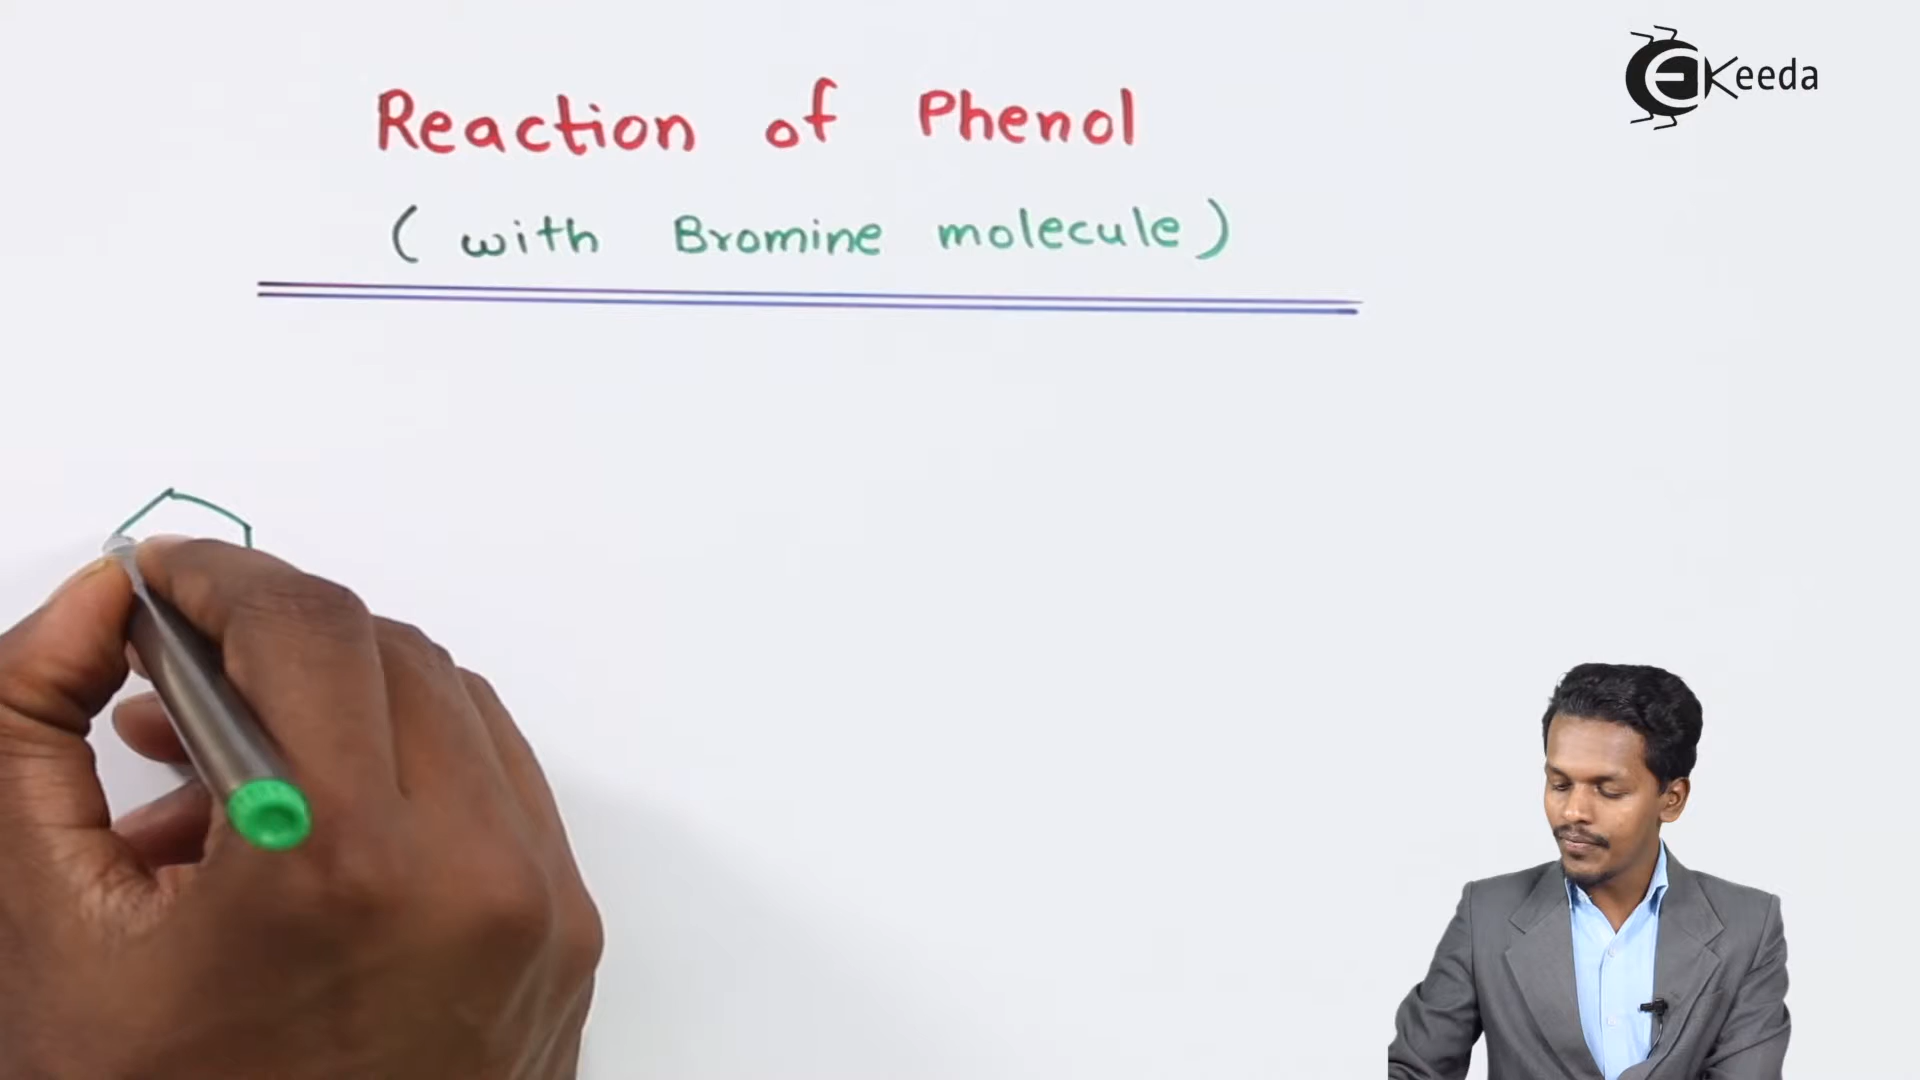 Reaction of Phenol
(with Bromine molecule)
EKeeda